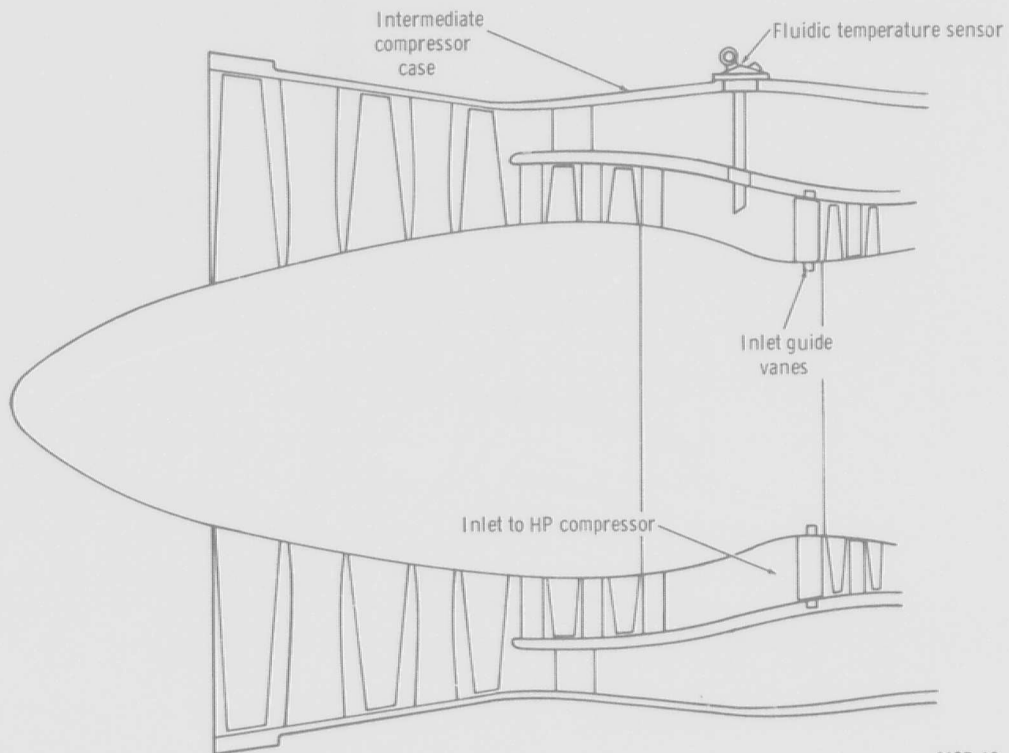 Intermediate
compressor
case
Fluidic temperature sensor
Inlet guide
vanes
Inlet to HP compressor